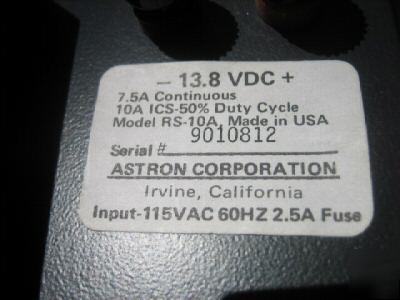 - 13.8 VDC +
7.5A Continuous
10A ICS-50% Duty Cycle
Model RS-10A, Made in USA
9010812
Serial #
ASTRON CORPORATION
Irvine, California
Input-115VAC 60HZ 2.5A Fuse